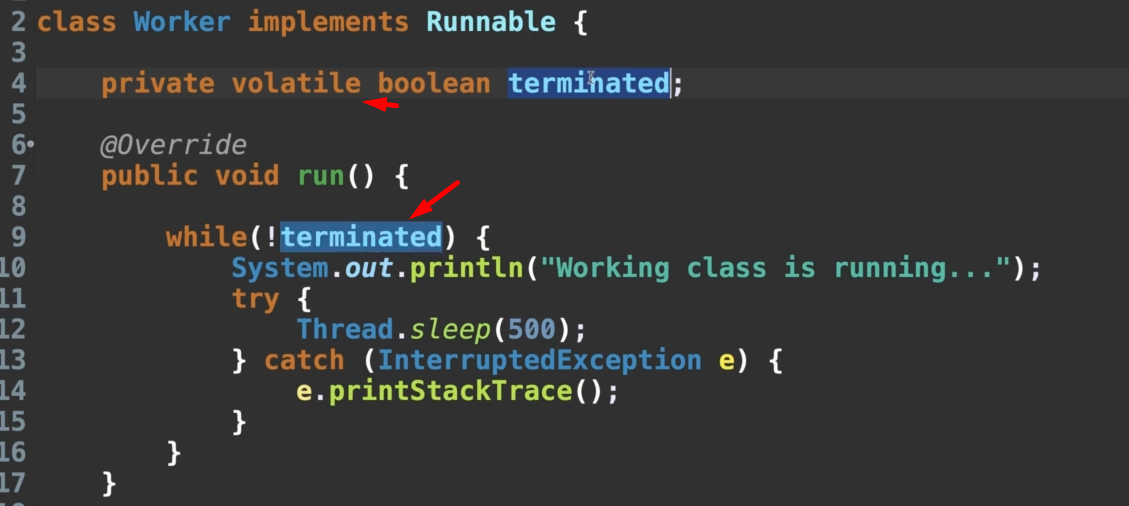 2 class Worker implements Runnable {
3
4     private volatile boolean terminated;
5
6     @Override
7     public void run() {
8
9         while(!terminated) {
10             System.out.println("Working class is running...");
11             try {
12                 Thread.sleep(500);
13             } catch (InterruptedException e) {
14                 e.printStackTrace();
15             }
16         }
17     }